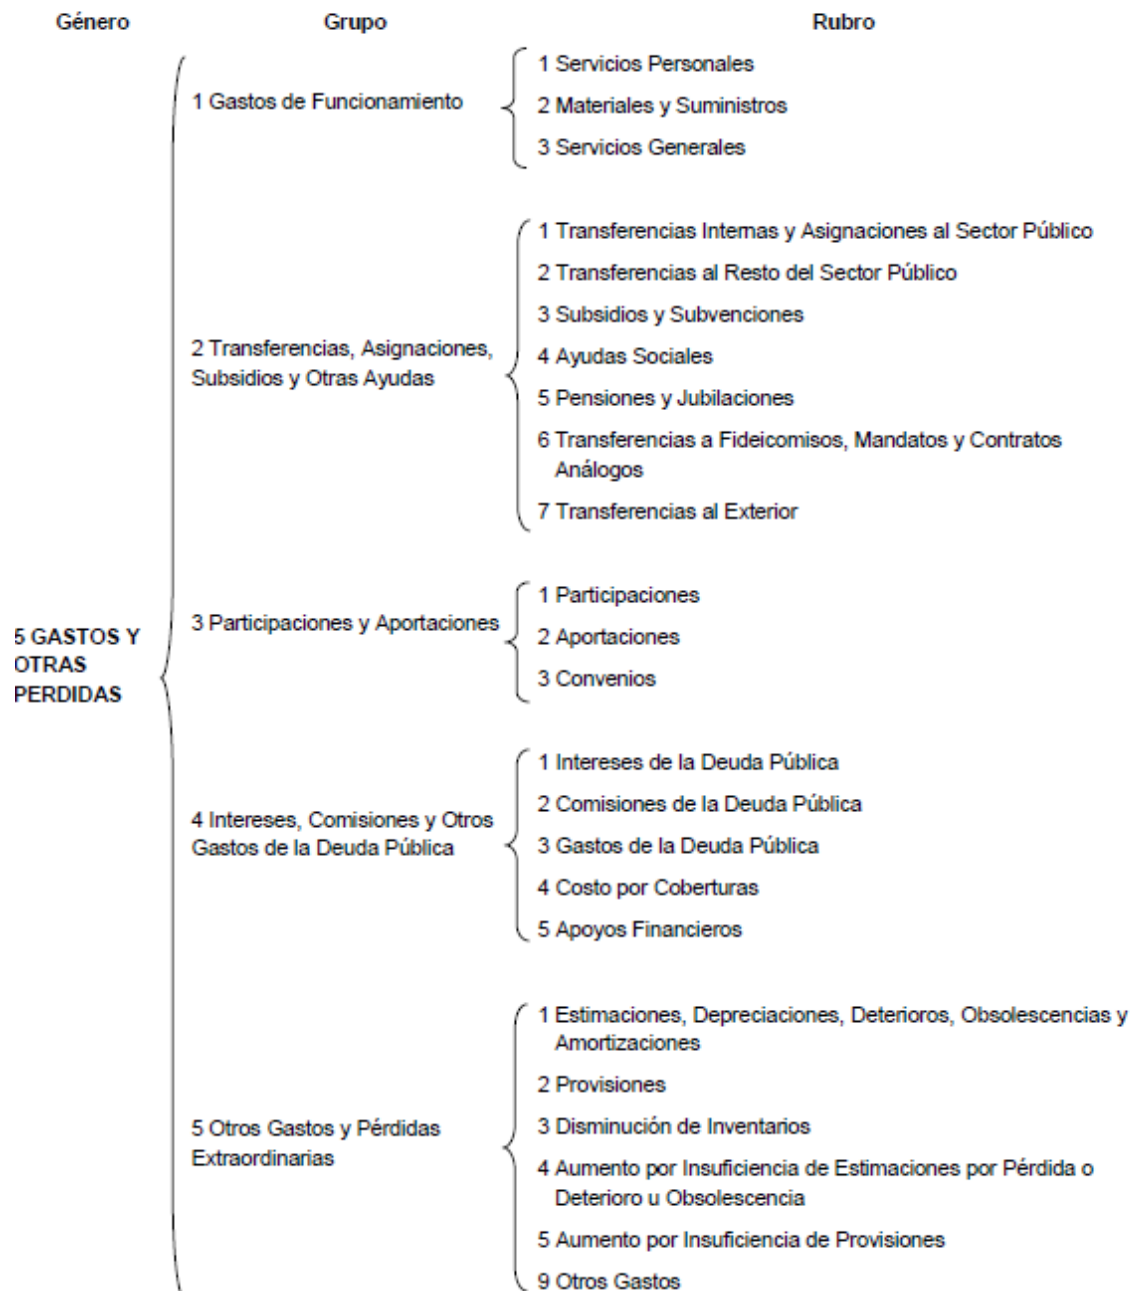 Género Grupo Rubro
1 Gastos de Funcionamiento
1 Servicios Personales
2 Materiales y Suministros
3 Servicios Generales
2 Transferencias, Asignaciones,
Subsidios y Otras Ayudas
1 Transferencias Internas y Asignaciones al Sector Público
2 Transferencias al Resto del Sector Público
3 Subsidios y Subvenciones
4 Ayudas Sociales
5 Pensiones y Jubilaciones
6 Transferencias a Fideicomisos, Mandatos y Contratos
Análogos
7 Transferencias al Exterior
5 GASTOS Y
OTRAS
PERDIDAS
3 Participaciones y Aportaciones
1 Participaciones
2 Aportaciones
3 Convenios
4 Intereses, Comisiones y Otros
Gastos de la Deuda Pública
1 Intereses de la Deuda Pública
2 Comisiones de la Deuda Pública
3 Gastos de la Deuda Pública
4 Costo por Coberturas
5 Apoyos Financieros
5 Otros Gastos y Pérdidas
Extraordinarias
1 Estimaciones, Depreciaciones, Deterioros, Obsolescencias y
Amortizaciones
2 Provisiones
3 Disminución de Inventarios
4 Aumento por Insuficiencia de Estimaciones por Pérdida o
Deterioro u Obsolescencia
5 Aumento por Insuficiencia de Provisiones
9 Otros Gastos